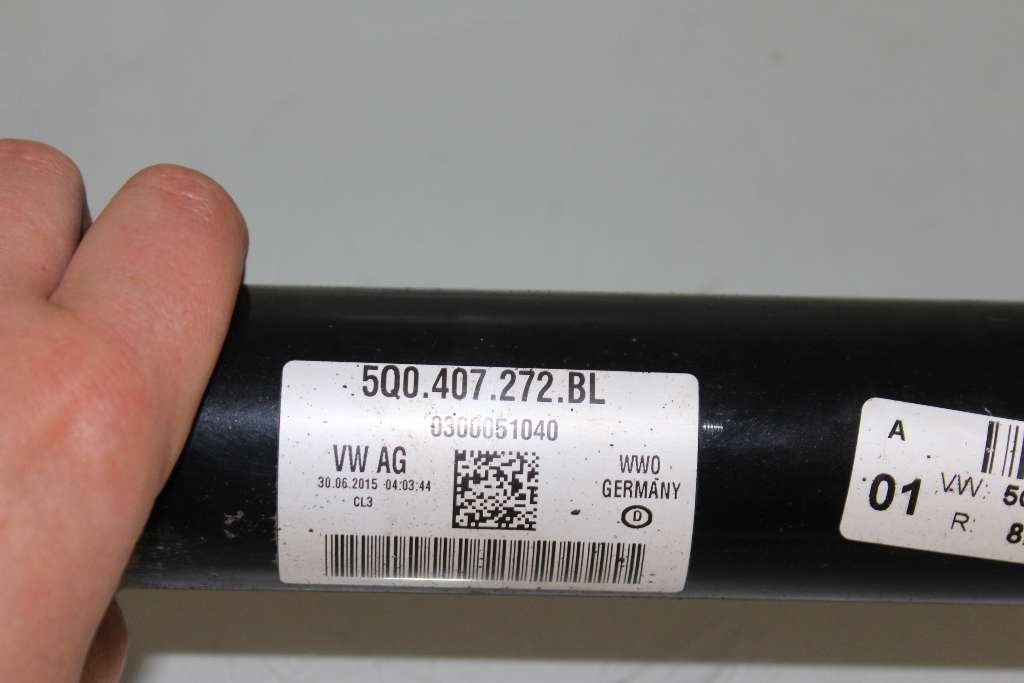 5Q0.407.272.BL
0300051040
VW AG
30.06.2015 04:03:44
CL3
WWO
GERMANY
D
A
01
VW:
R: